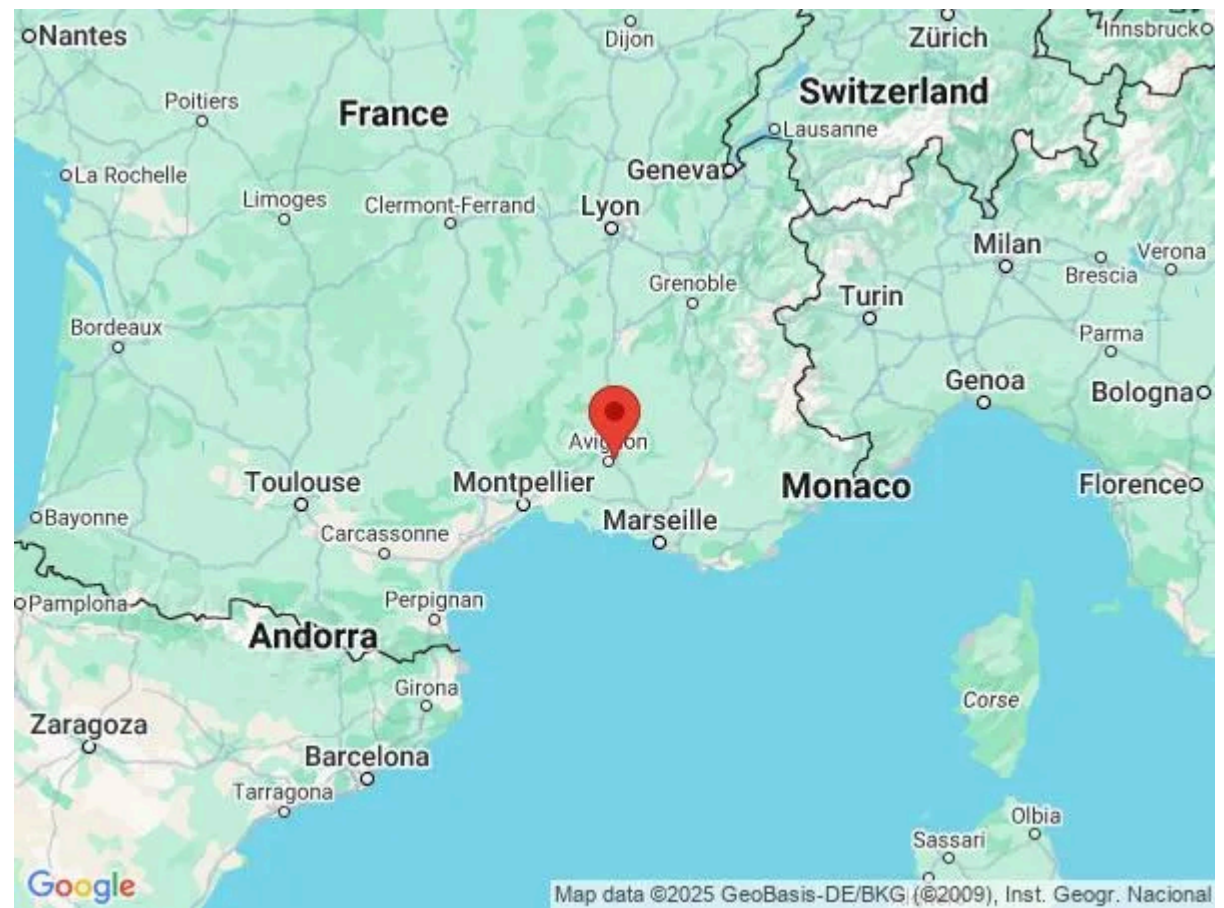 Nantes
Dijon
Zürich
Innsbruck
Poitiers
France
Switzerland
Lausanne
La Rochelle
Geneva
Limoges
Clermont-Ferrand
Lyon
Milan
Verona
Brescia
Grenoble
Turin
Bordeaux
Parma
Genoa
Bologna
Avignon
Toulouse
Montpellier
Monaco
Florence
Bayonne
Carcassonne
Marseille
Pamplona
Perpignan
Andorra
Girona
Corse
Zaragoza
Barcelona
Tarragona
Olbia
Sassari
Google
Map data ©2025 GeoBasis-DE/BKG (©2009), Inst. Geogr. Nacional